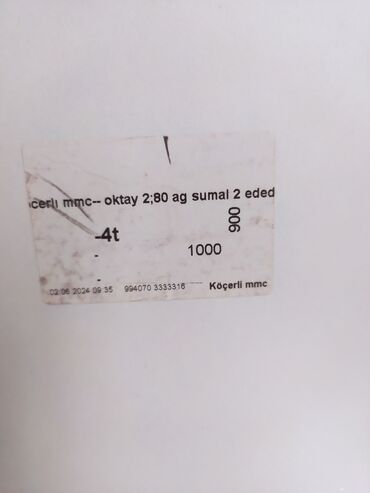 cerlı mmc-- oktay 2;80 ag sumal 2 eded
-4t
900
-
1000
-
02.06 2024 09 35 994070 3333316 Köçerli mmc